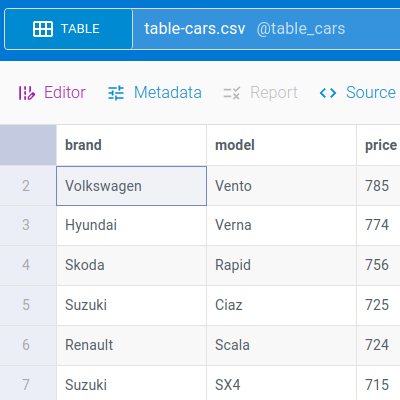 TABLE table-cars.csv @table_cars
Editor Metadata Report Source
brand model price
2 Volkswagen Vento 785
3 Hyundai Verna 774
4 Skoda Rapid 756
5 Suzuki Ciaz 725
6 Renault Scala 724
7 Suzuki SX4 715